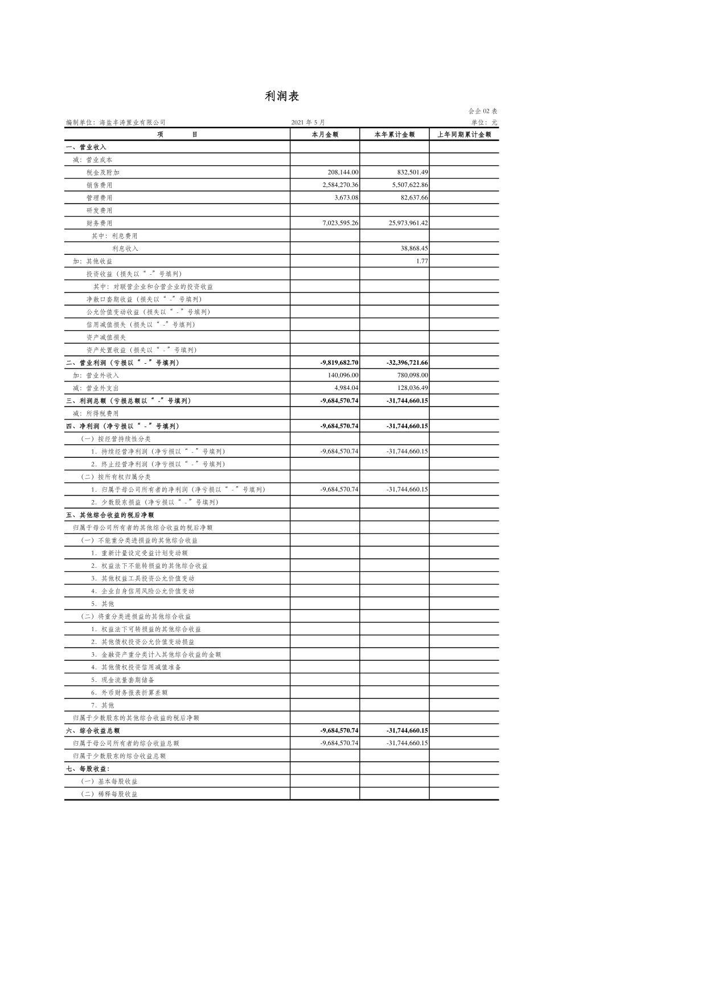 利润表
会企 02 表
编制单位：海盐丰涛置业有限公司 2021 年 5 月 单位：元
项 目 本月金额 本年累计金额 上年同期累计金额
一、营业收入
减：营业成本
税金及附加 208,144.00 832,501.49
销售费用 2,584,270.36 5,507,622.86
管理费用 3,673.08 82,637.66
研发费用
财务费用 7,023,595.26 25,973,961.42
其中：利息费用
利息收入 38,868.45
加：其他收益 1.77
投资收益（损失以“-”号填列）
其中：对联营企业和合营企业的投资收益
净敞口套期收益（损失以“-”号填列）
公允价值变动收益（损失以“-”号填列）
信用减值损失（损失以“-”号填列）
资产减值损失
资产处置收益（损失以“-”号填列）
二、营业利润（亏损以“-”号填列） -9,819,682.70 -32,396,721.66
加：营业外收入 140,096.00 780,098.00
减：营业外支出 4,984.04 128,036.49
三、利润总额（亏损总额以“-”号填列） -9,684,570.74 -31,744,660.15
减：所得税费用
四、净利润（净亏损以“-”号填列） -9,684,570.74 -31,744,660.15
（一）按经营持续性分类
1．持续经营净利润（净亏损以“-”号填列） -9,684,570.74 -31,744,660.15
2．终止经营净利润（净亏损以“-”号填列）
（二）按所有权归属分类
1．归属于母公司所有者的净利润（净亏损以“-”号填列） -9,684,570.74 -31,744,660.15
2．少数股东损益（净亏损以“-”号填列）
五、其他综合收益的税后净额
归属于母公司所有者的其他综合收益的税后净额
（一）不能重分类进损益的其他综合收益
1．重新计量设定受益计划变动额
2．权益法下不能转损益的其他综合收益
3．其他权益工具投资公允价值变动
4．企业自身信用风险公允价值变动
5．其他
（二）将重分类进损益的其他综合收益
1．权益法下可转损益的其他综合收益
2．其他债权投资公允价值变动损益
3．金融资产重分类计入其他综合收益的金额
4．其他债权投资信用减值准备
5．现金流量套期储备
6．外币财务报表折算差额
7．其他
归属于少数股东的其他综合收益的税后净额
六、综合收益总额 -9,684,570.74 -31,744,660.15
归属于母公司所有者的综合收益总额 -9,684,570.74 -31,744,660.15
归属于少数股东的综合收益总额
七、每股收益：
（一）基本每股收益
（二）稀释每股收益